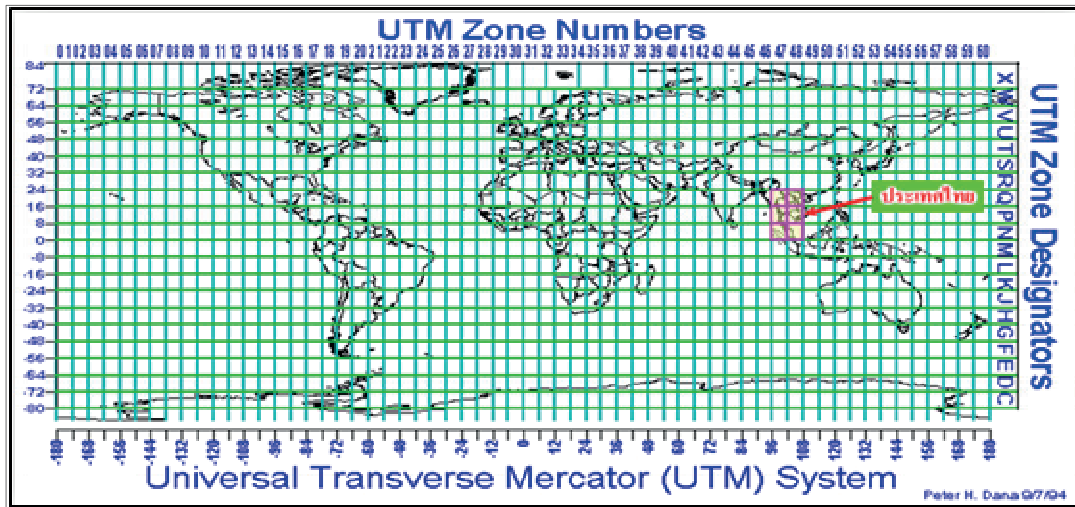 UTM Zone Numbers
0 1 02 03 04 05 06 07 08 09 10 11 12 13 14 15 16 17 18 19 20 21 22 23 24 25 26 27 28 29 30 31 32 33 34 35 36 37 38 39 40 41 42 43 44 45 46 47 48 49 50 51 52 53 54 55 56 57 58 59 60
84
72
64
56
48
40
32
24
16
8
0
-8
-16
-24
-32
-40
-48
-56
-64
-72
-80
X W V U T S R Q P N M L K J H G F E D C
UTM Zone Designators
ประเทศไทย
-180 -168 -156 -144 -132 -120 -108 -96 -84 -72 -60 -48 -36 -24 -12 0 12 24 36 48 60 72 84 96 108 120 132 144 156 168 180
Universal Transverse Mercator (UTM) System
Peter H. Dana 9/7/94